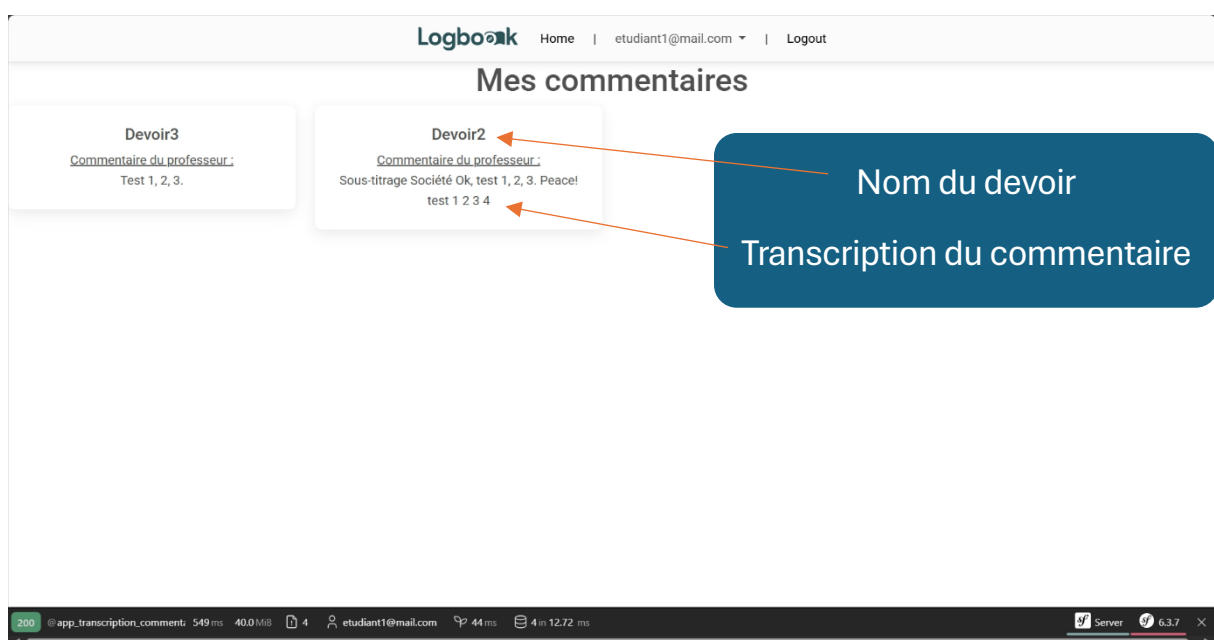 Logbook Home | etudiant1@mail.com | Logout
Mes commentaires
Devoir3
Commentaire du professeur :
Test 1, 2, 3.
Devoir2
Commentaire du professeur :
Sous-titrage Société Ok, test 1, 2, 3. Peace!
test 1 2 3 4
Nom du devoir
Transcription du commentaire
200 @app_transcription_comment 549 ms 40.0 MiB 4 etudiant1@mail.com 44 ms 4 in 12.72 ms Server 6.3.7